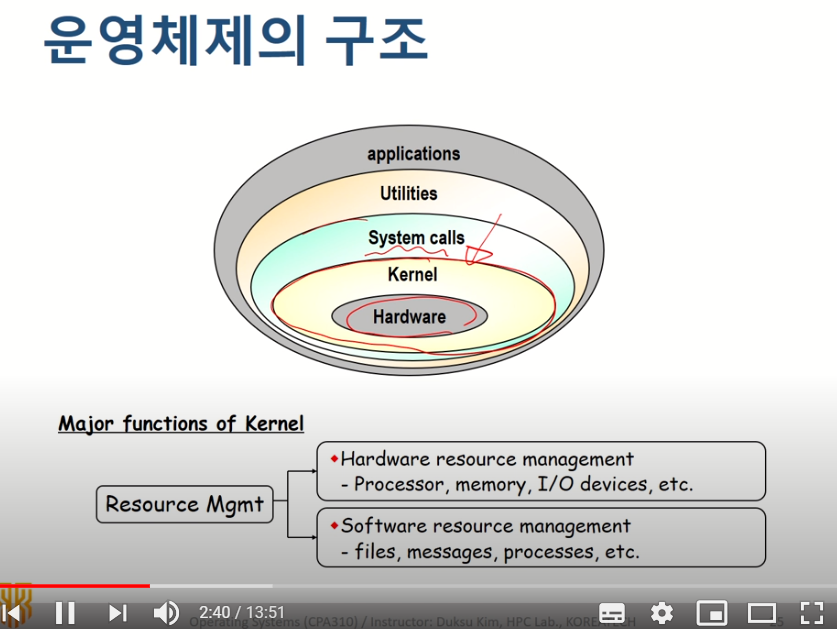 운영체제의 구조
applications
Utilities
System calls
Kernel
Hardware
Major functions of Kernel
Resource Mgmt
◆Hardware resource management
- Processor, memory, I/O devices, etc.
◆Software resource management
- files, messages, processes, etc.
2:40 / 13:51
Operating Systems (CPA310) / Instructor: Duksu Kim, HPC Lab.,